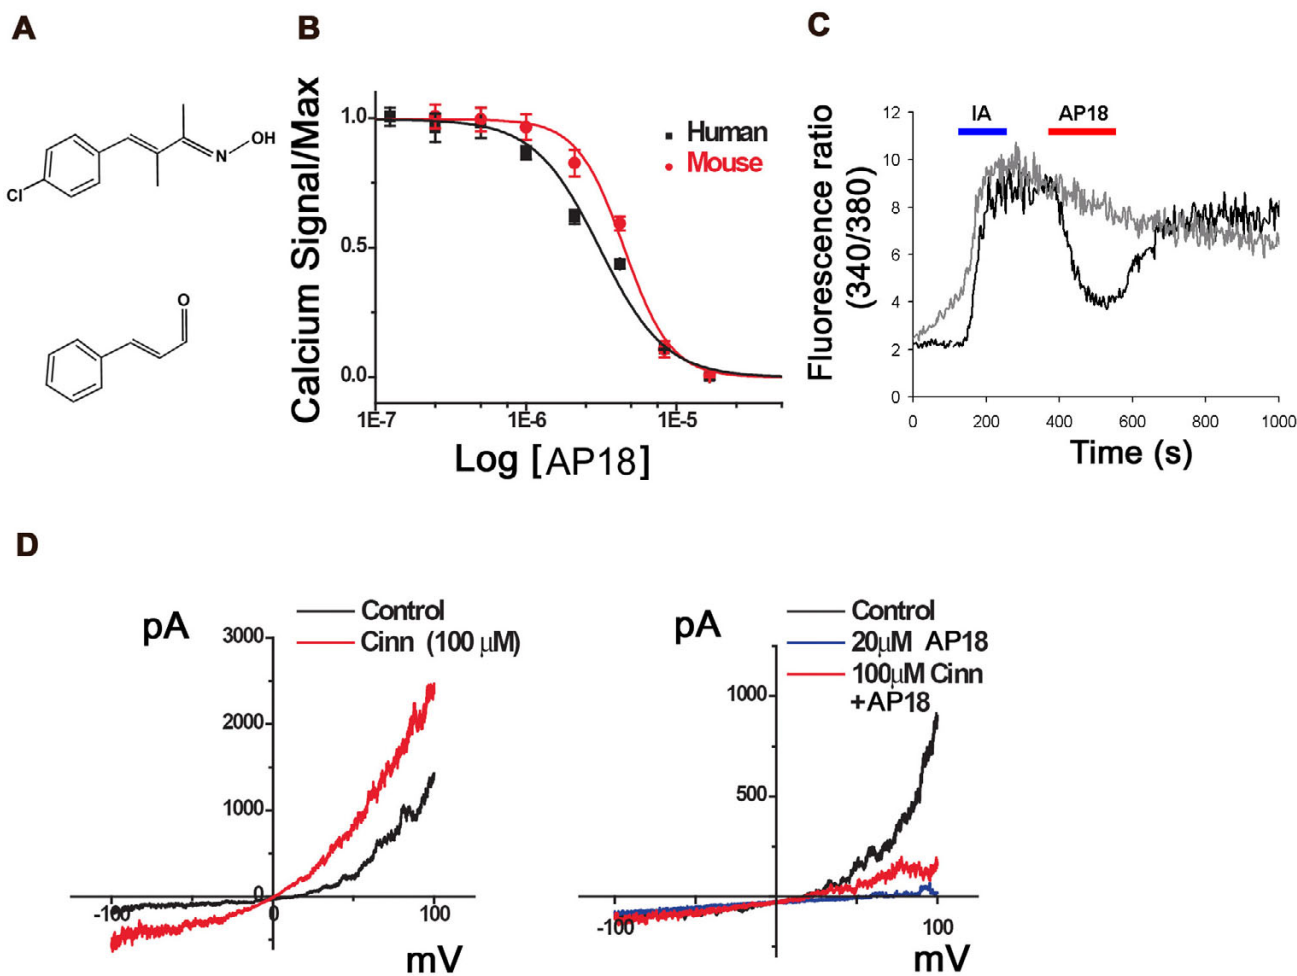 A
Cl
N
OH
O
B
Calcium Signal/Max
1.0
0.5
0.0
1E-7
1E-6
1E-5
Human
Mouse
Log [AP18]
C
IA
AP18
Fluorescence ratio
(340/380)
12
10
8
6
4
2
0
0
200
400
600
800
1000
Time (s)
D
pA
Control
Cinn (100 μM)
3000
2000
1000
0
-100
0
100
mV
pA
Control
20μM AP18
100μM Cinn
+AP18
1000
500
-100
100
mV